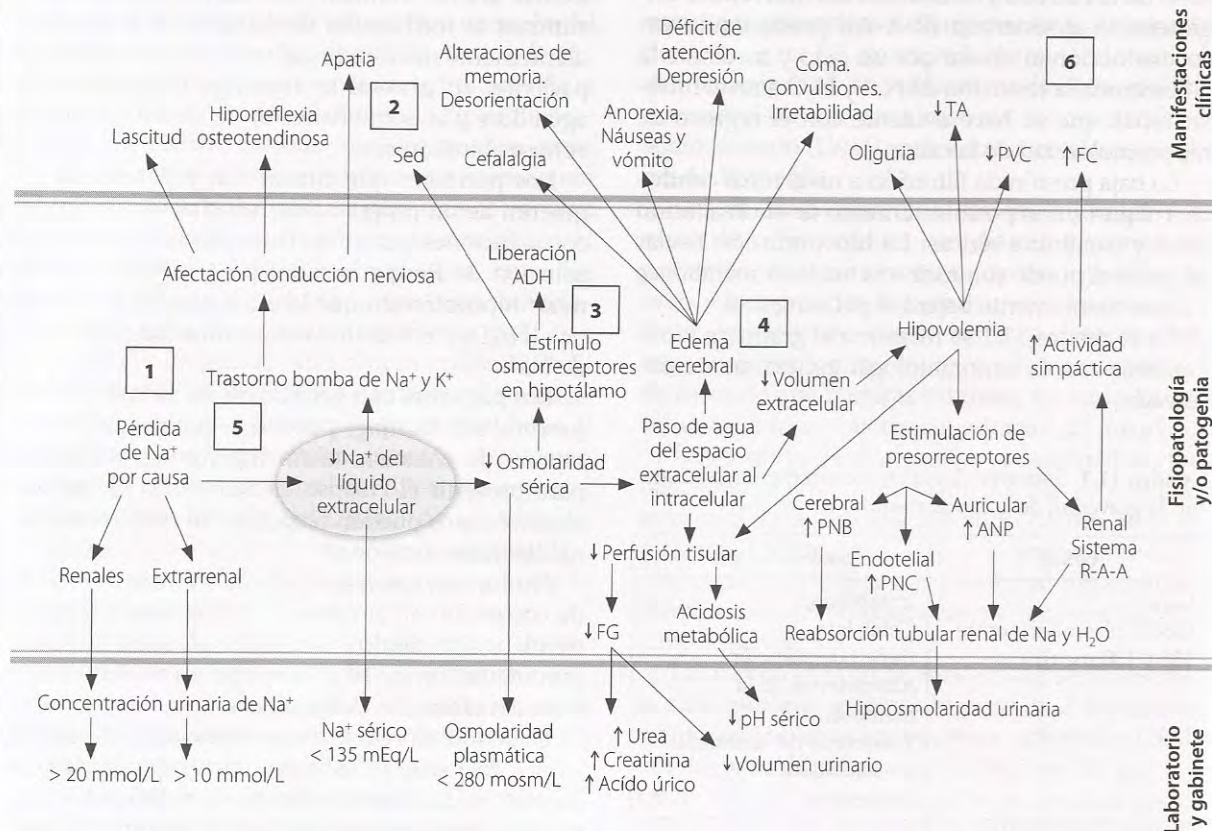 Apatia
2
Alteraciones de
memoria.
Desorientación
Déficit de
atención.
Depresión
Coma.
Convulsiones.
Irritabilidad
6
Hiporreflexia
osteotendinosa
Lascitud
Sed
Cefalalgia
Anorexia
Náuseas y
vómito
↓TA
Oliguria
↓PVC
↑FC
Manifestaciones
clínicas
Afectación conducción nerviosa
Liberación
ADH
3
4
1
Estímulo
osmorreceptores
en hipotálamo
Edema
cerebral
Hipovolemia
↑Actividad
simpáctica
Trastorno bomba de Na⁺ y K⁺
↓Volumen
extracelular
5
Pérdida
de Na⁺
por causa
↓Na⁺ del
líquido
extracelular
↓Osmolaridad
sérica
Paso de agua
del espacio
extracelular al
intracelular
Estimulación de
presorreceptores
Cerebral
↑PNB
Auricular
↑ANP
Endotelial
↑PNC
Renal
Sistema
R-A-A
Fisiopatología
y/o patogenia
Renales
Extrarrenal
↓Perfusión tisular
↓FG
Acidosis
metabólica
Reabsorción tubular renal de Na y H₂O
Concentración urinaria de Na⁺
> 20 mmol/L
> 10 mmol/L
Na⁺ sérico
< 135 mEq/L
Osmolaridad
plasmática
< 280 mosm/L
↑Urea
↑Creatinina
↑Acido úrico
↓pH sérico
↓Volumen urinario
Hipoosmolaridad urinaria
Laboratorio
y gabinete